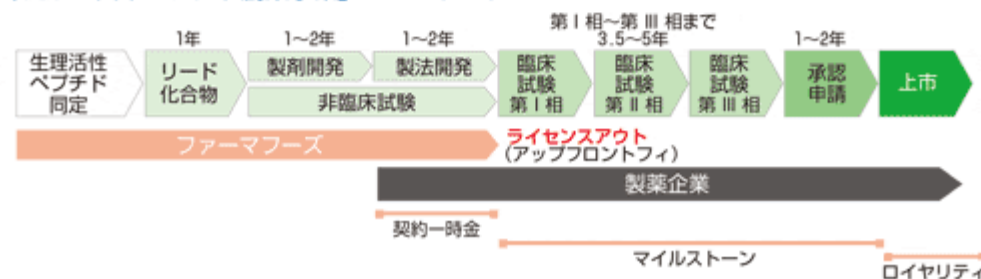 第Ⅰ相～第Ⅲ相まで
1年
1～2年
1～2年
3.5～5年
1～2年
生理活性
ペプチド
同定
リード
化合物
製剤開発
製法開発
非臨床試験
臨床
試験
第Ⅰ相
臨床
試験
第Ⅱ相
臨床
試験
第Ⅲ相
承認
申請
上市
ファーマフーズ
ライセンスアウト
(アップフロントフィ)
製薬企業
契約一時金
マイルストーン
ロイヤリティ